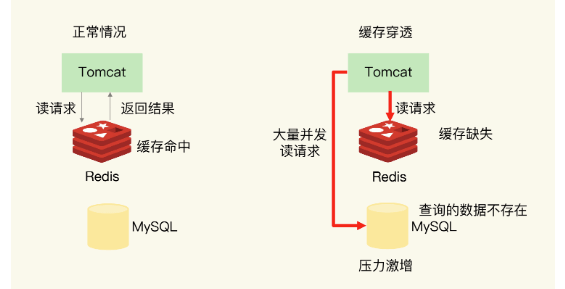 正常情况
Tomcat
读请求
返回结果
缓存命中
Redis
MySQL
缓存穿透
Tomcat
读请求
大量并发
读请求
缓存缺失
Redis
查询的数据不存在
MySQL
压力激增